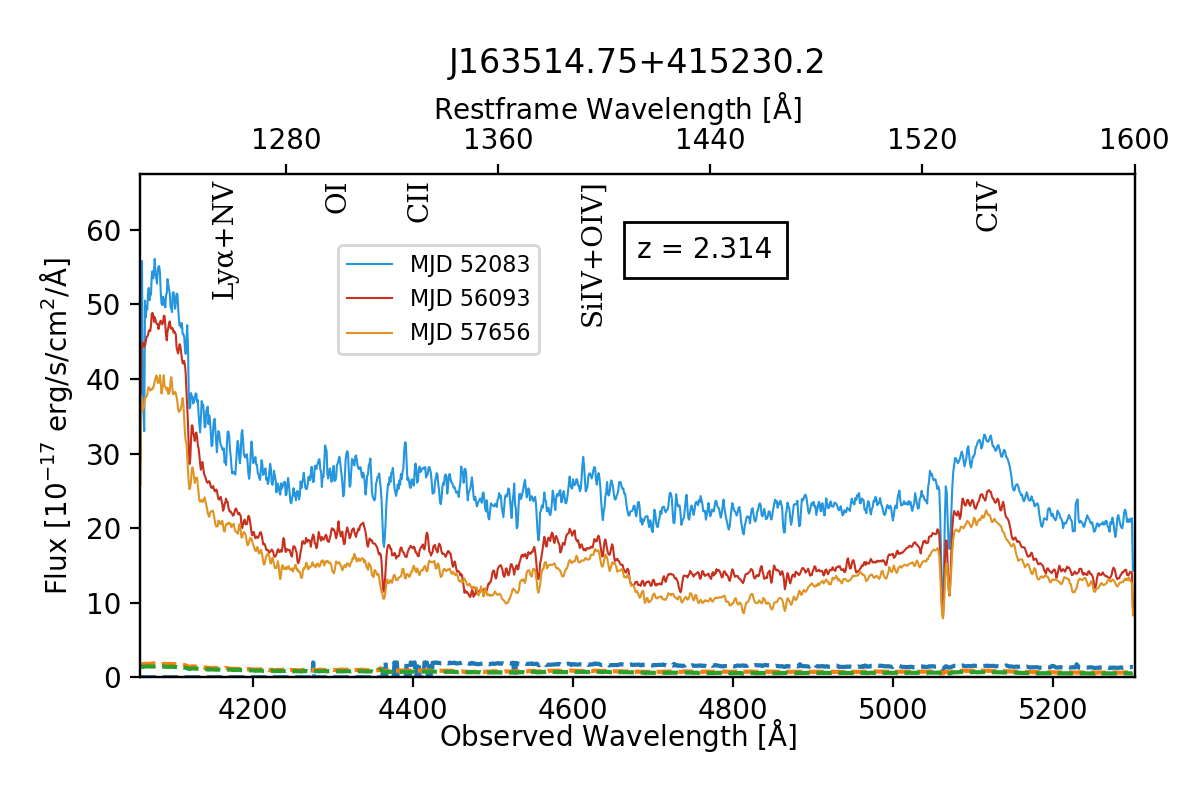 J163514.75+415230.2
Restframe Wavelength [Å]
1280 1360 1440 1520 1600
Lyα+NV
OI
CII
SiIV+OIV]
CIV
z = 2.314
MJD 52083
MJD 56093
MJD 57656
Flux [10⁻¹⁷ erg/s/cm²/Å]
60
50
40
30
20
10
0
4200 4400 4600 4800 5000 5200
Observed Wavelength [Å]